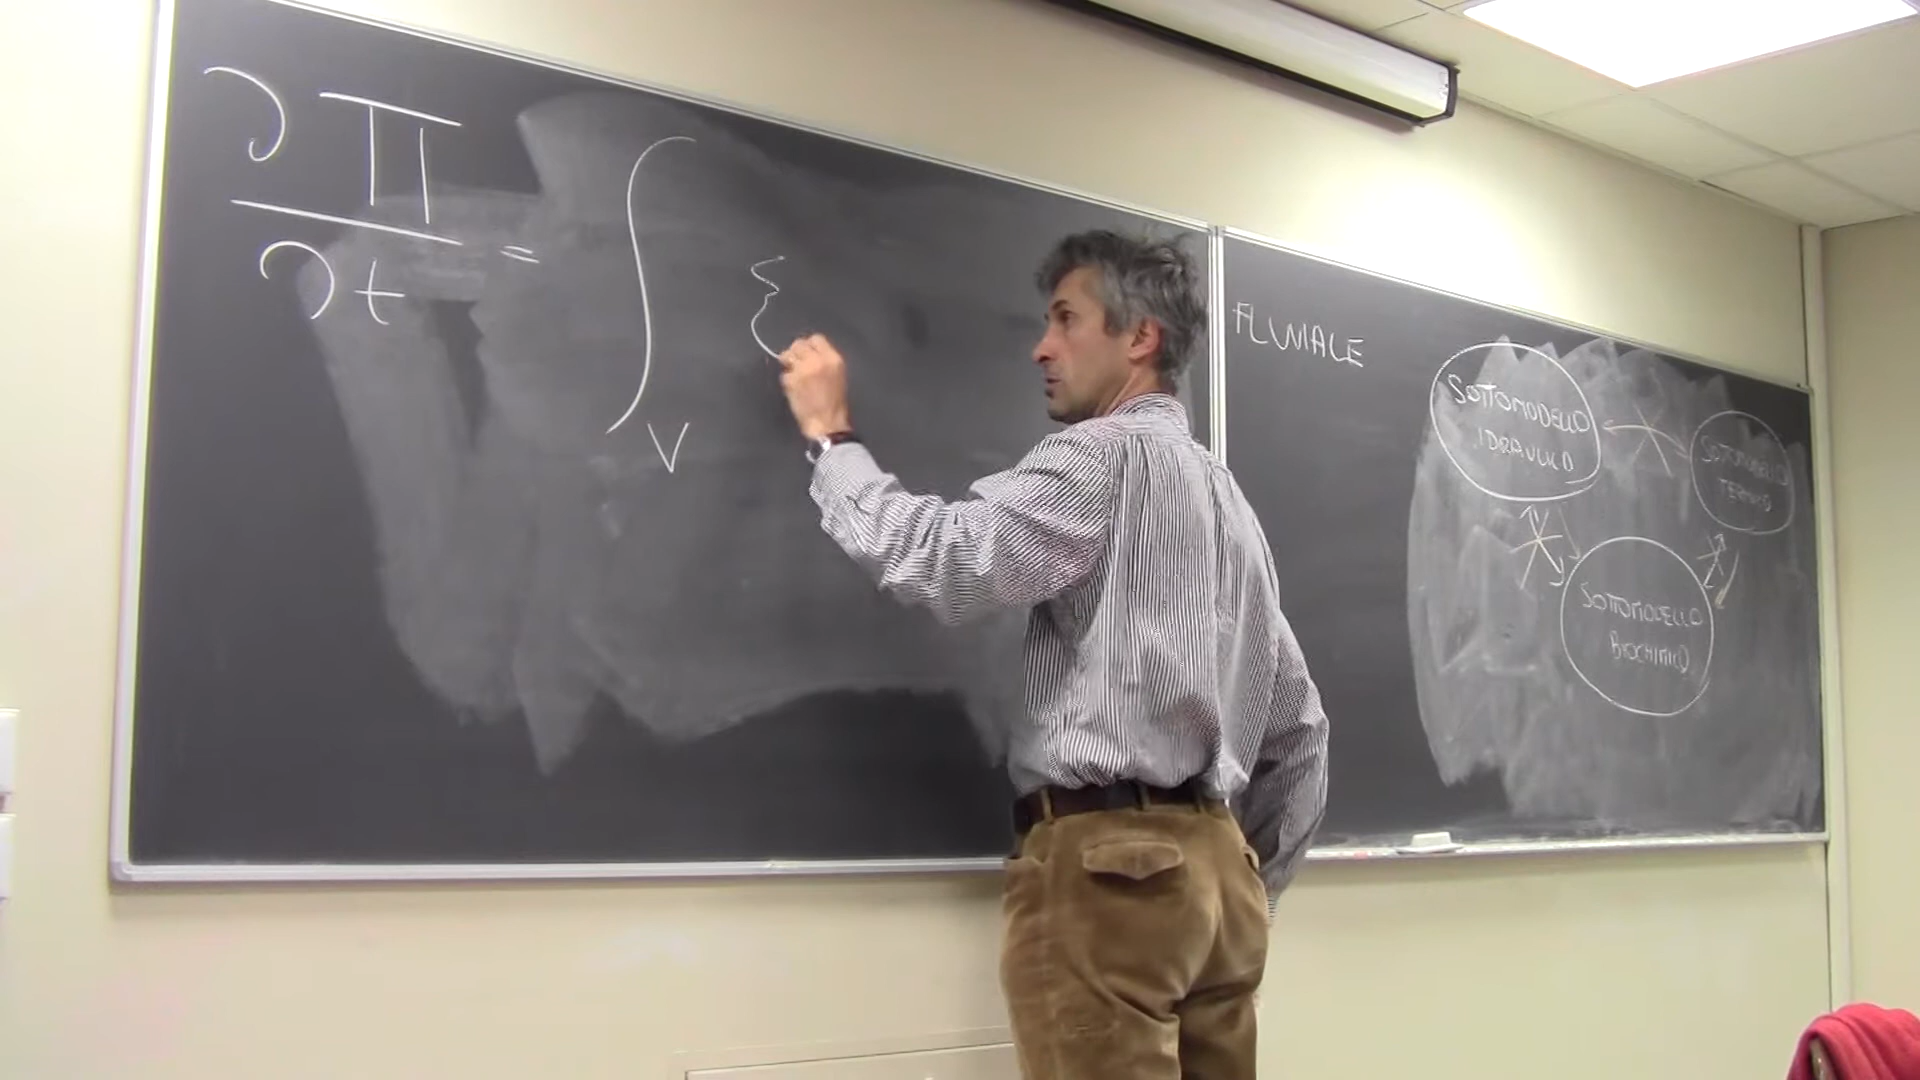 ∂Π
∂t
= ∫
V
ξ
FLUVIALE
SOTTOMODELLO
IDRAULICO
SOTTOMODELLO
TERMICO
SOTTOMODELLO
BIOCHIMICO